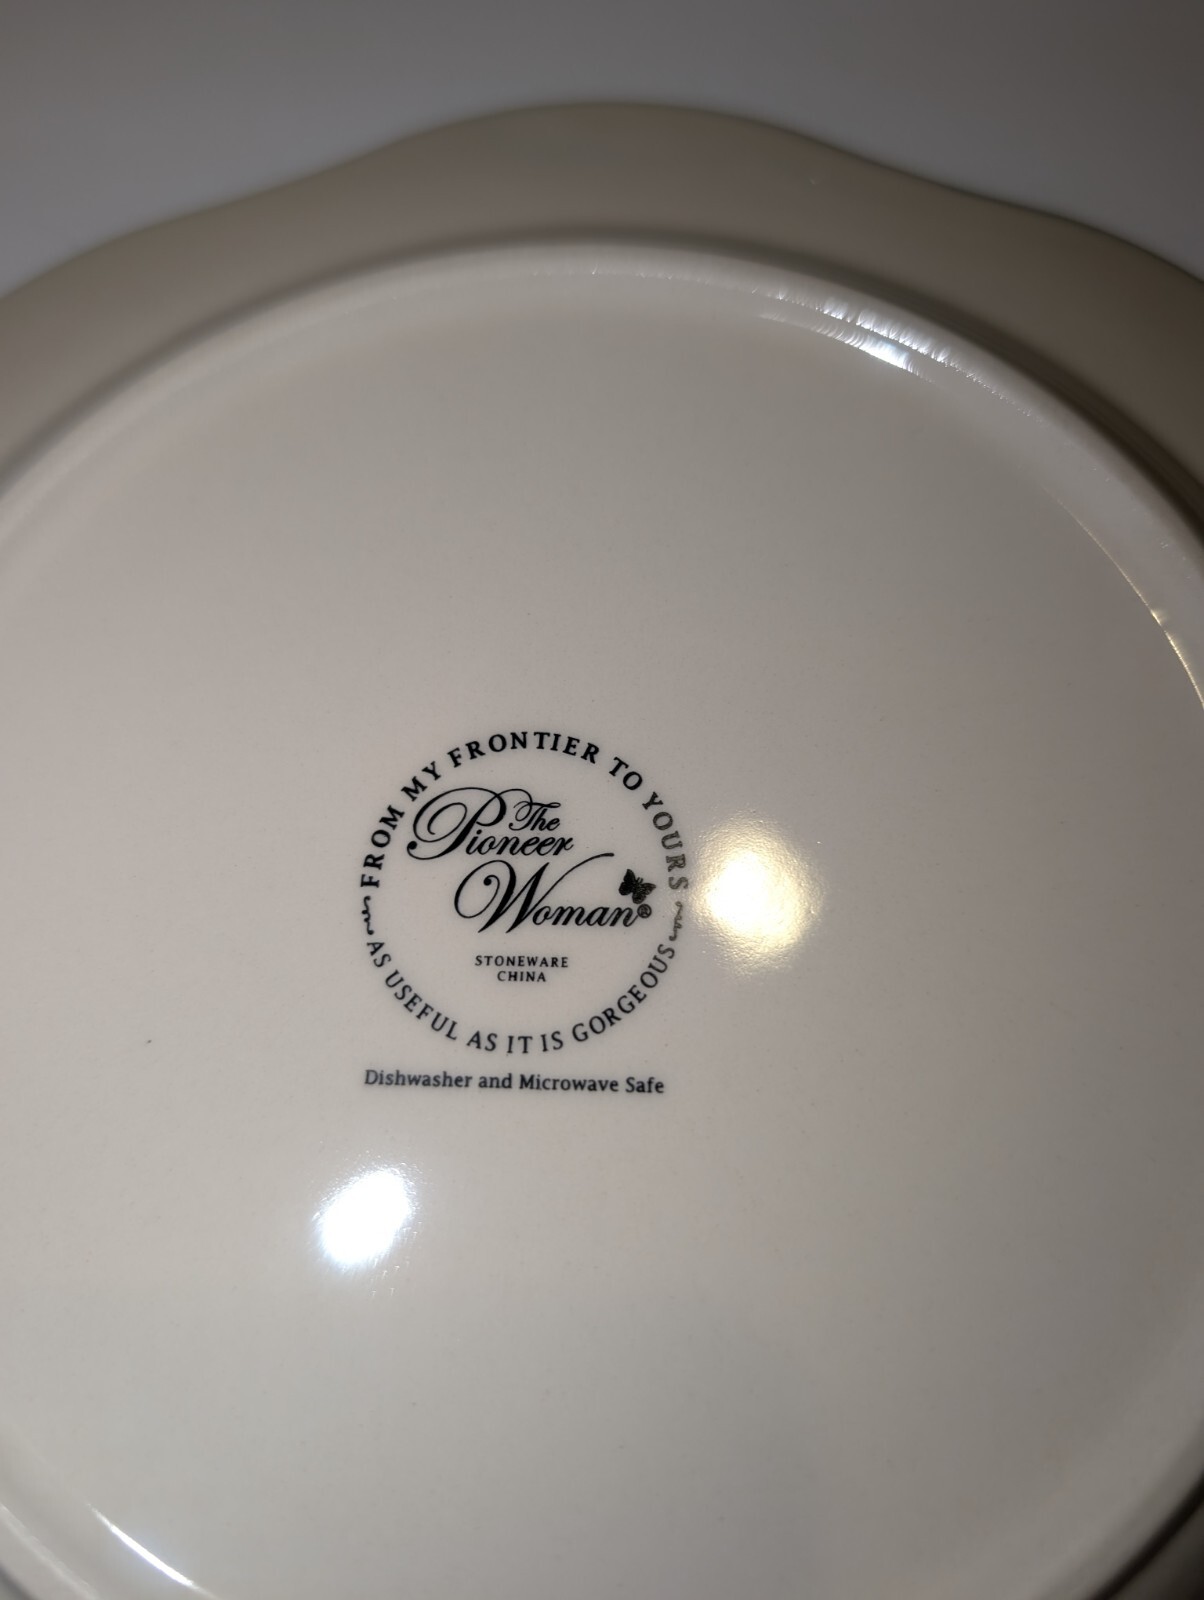 FROM MY FRONTIER TO YOURS
The
Pioneer
Woman®
STONEWARE
CHINA
AS USEFUL AS IT IS GORGEOUS
Dishwasher and Microwave Safe